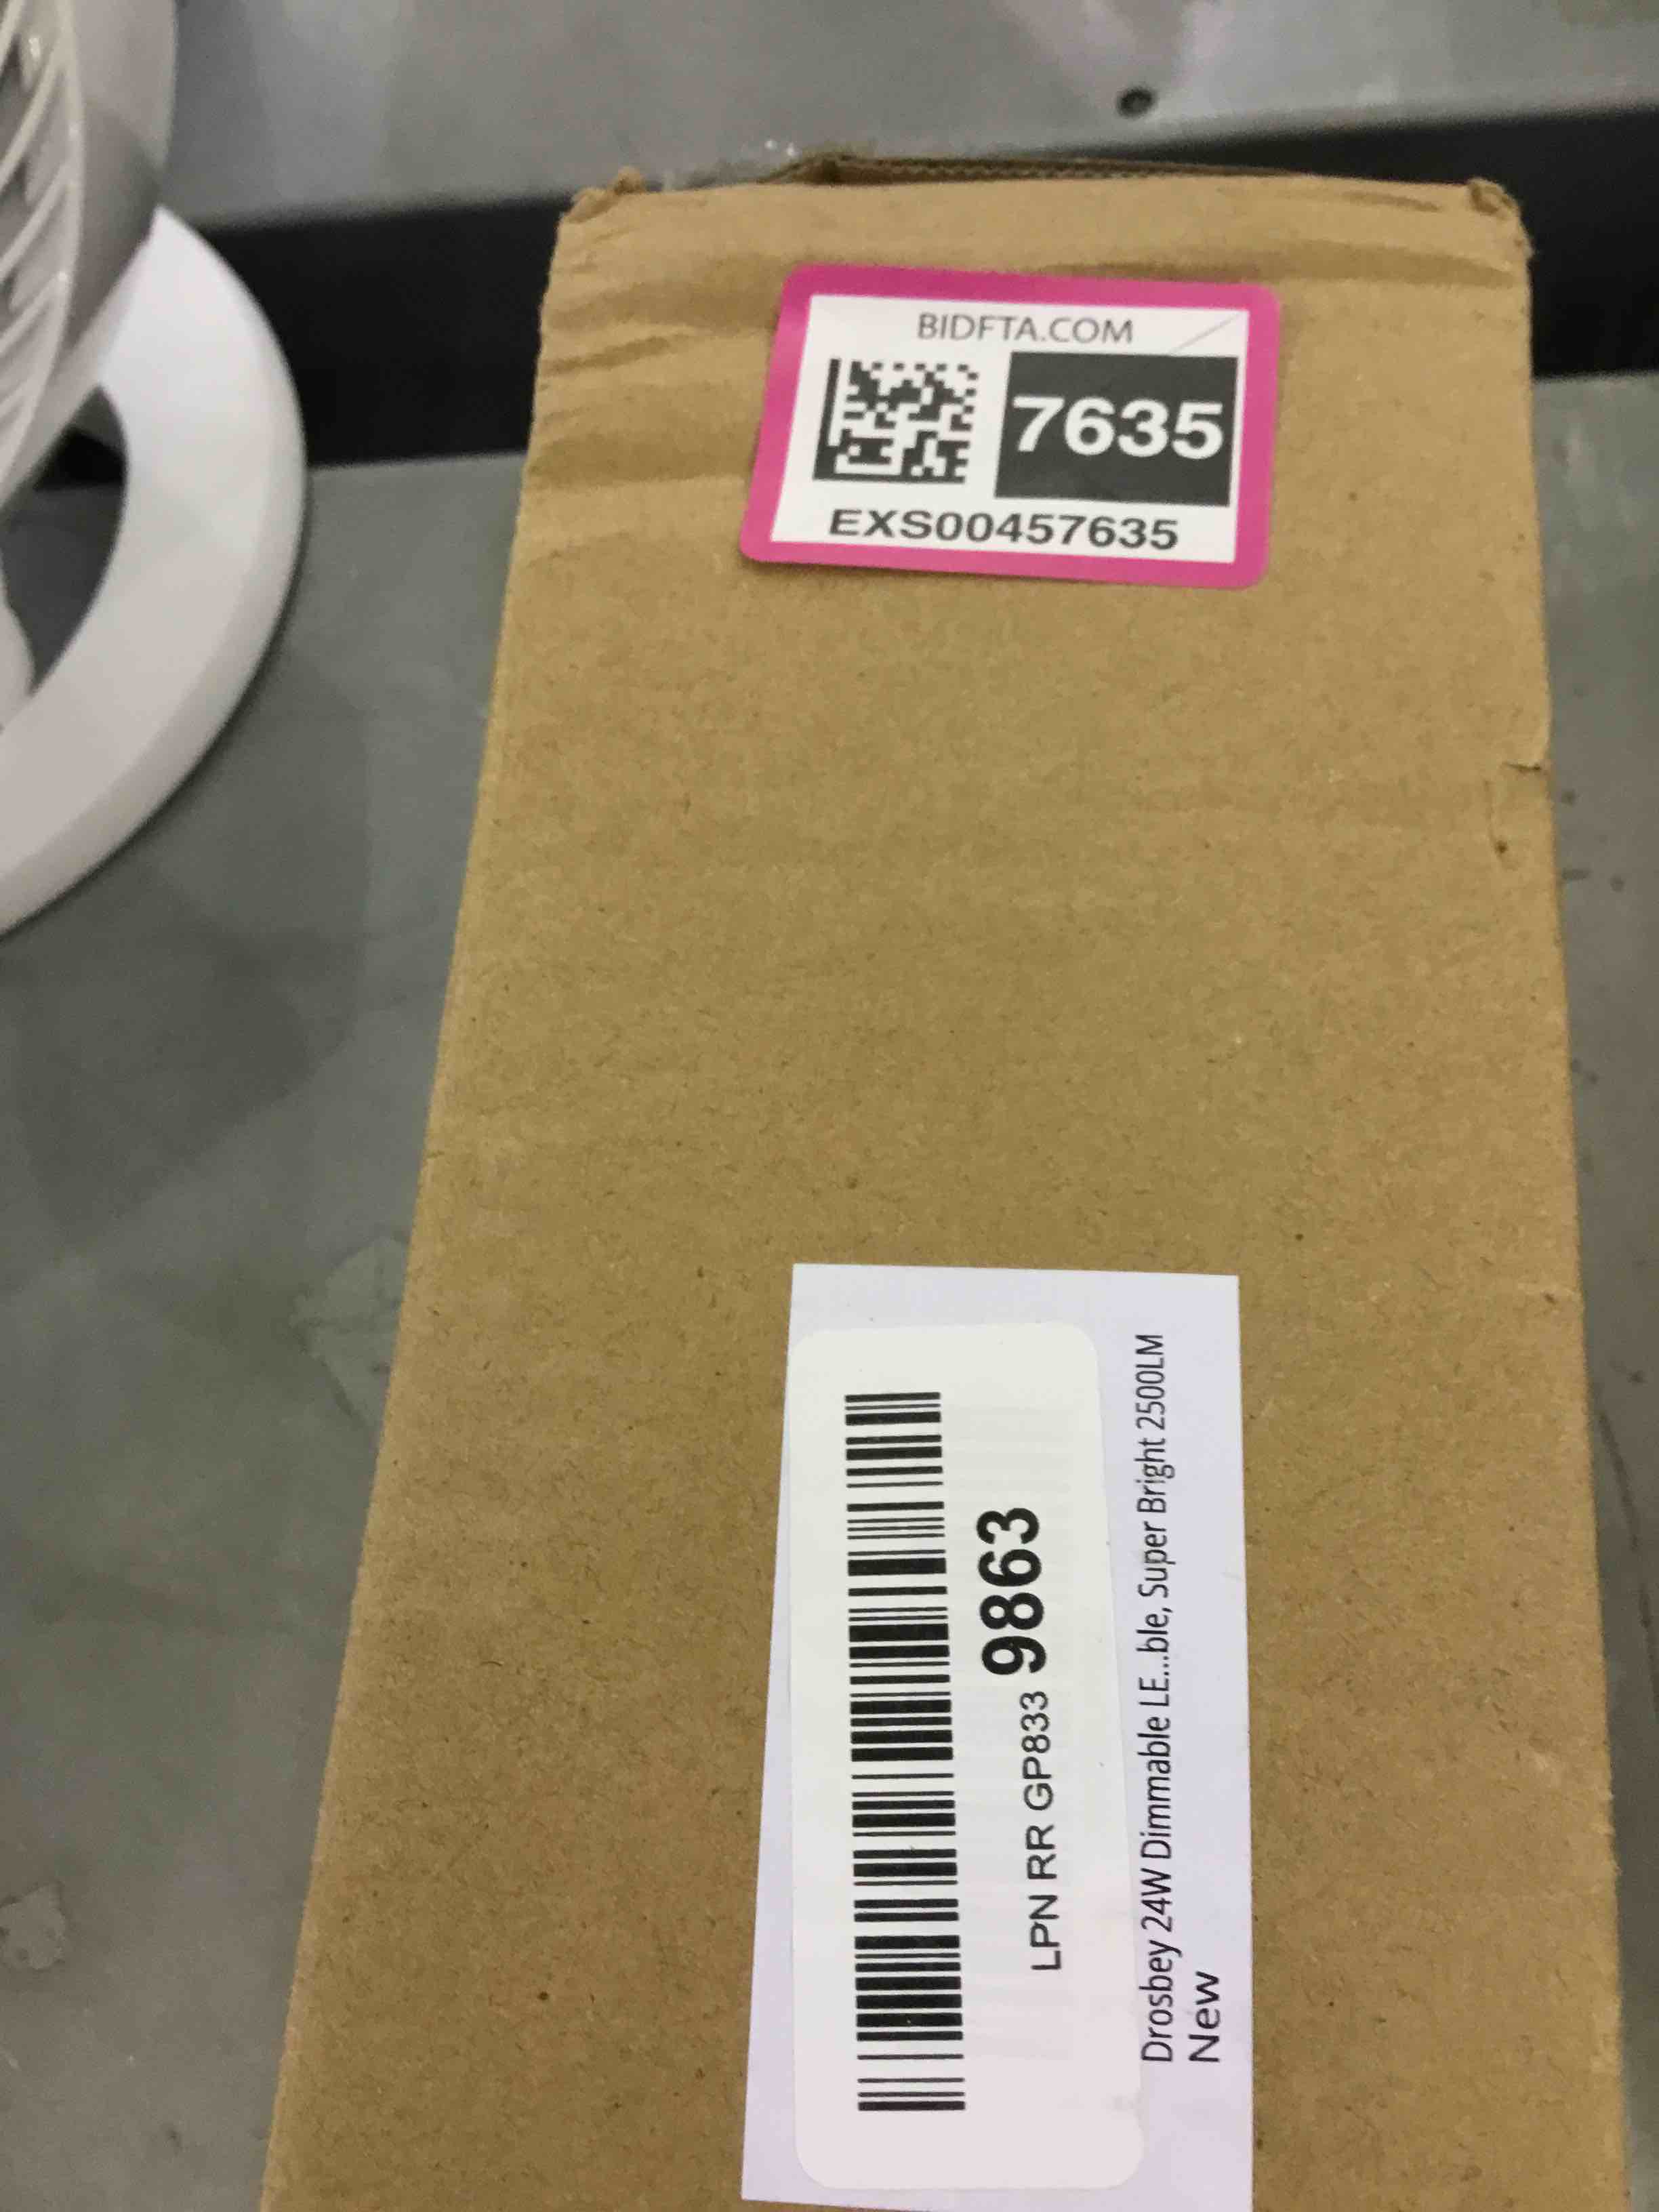 BIDFTA.COM
7635
EXS00457635
LPN RR GP833 9863
Drosbey 24W Dimmable LE...ble, Super Bright 2500LM
New